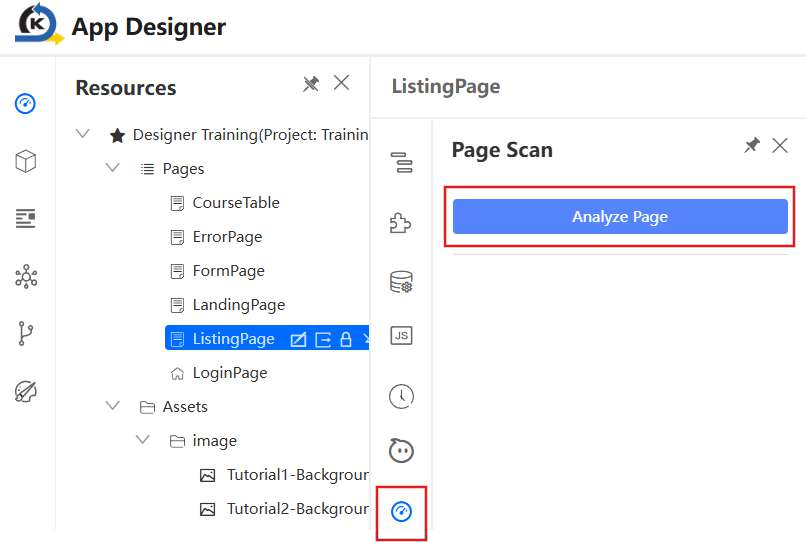 K
App Designer
Resources
ListingPage
Designer Training(Project: Trainin
Pages
CourseTable
ErrorPage
FormPage
LandingPage
ListingPage
LoginPage
Assets
image
Tutorial1-Backgrour
Tutorial2-Backgrour
JS
Page Scan
Analyze Page